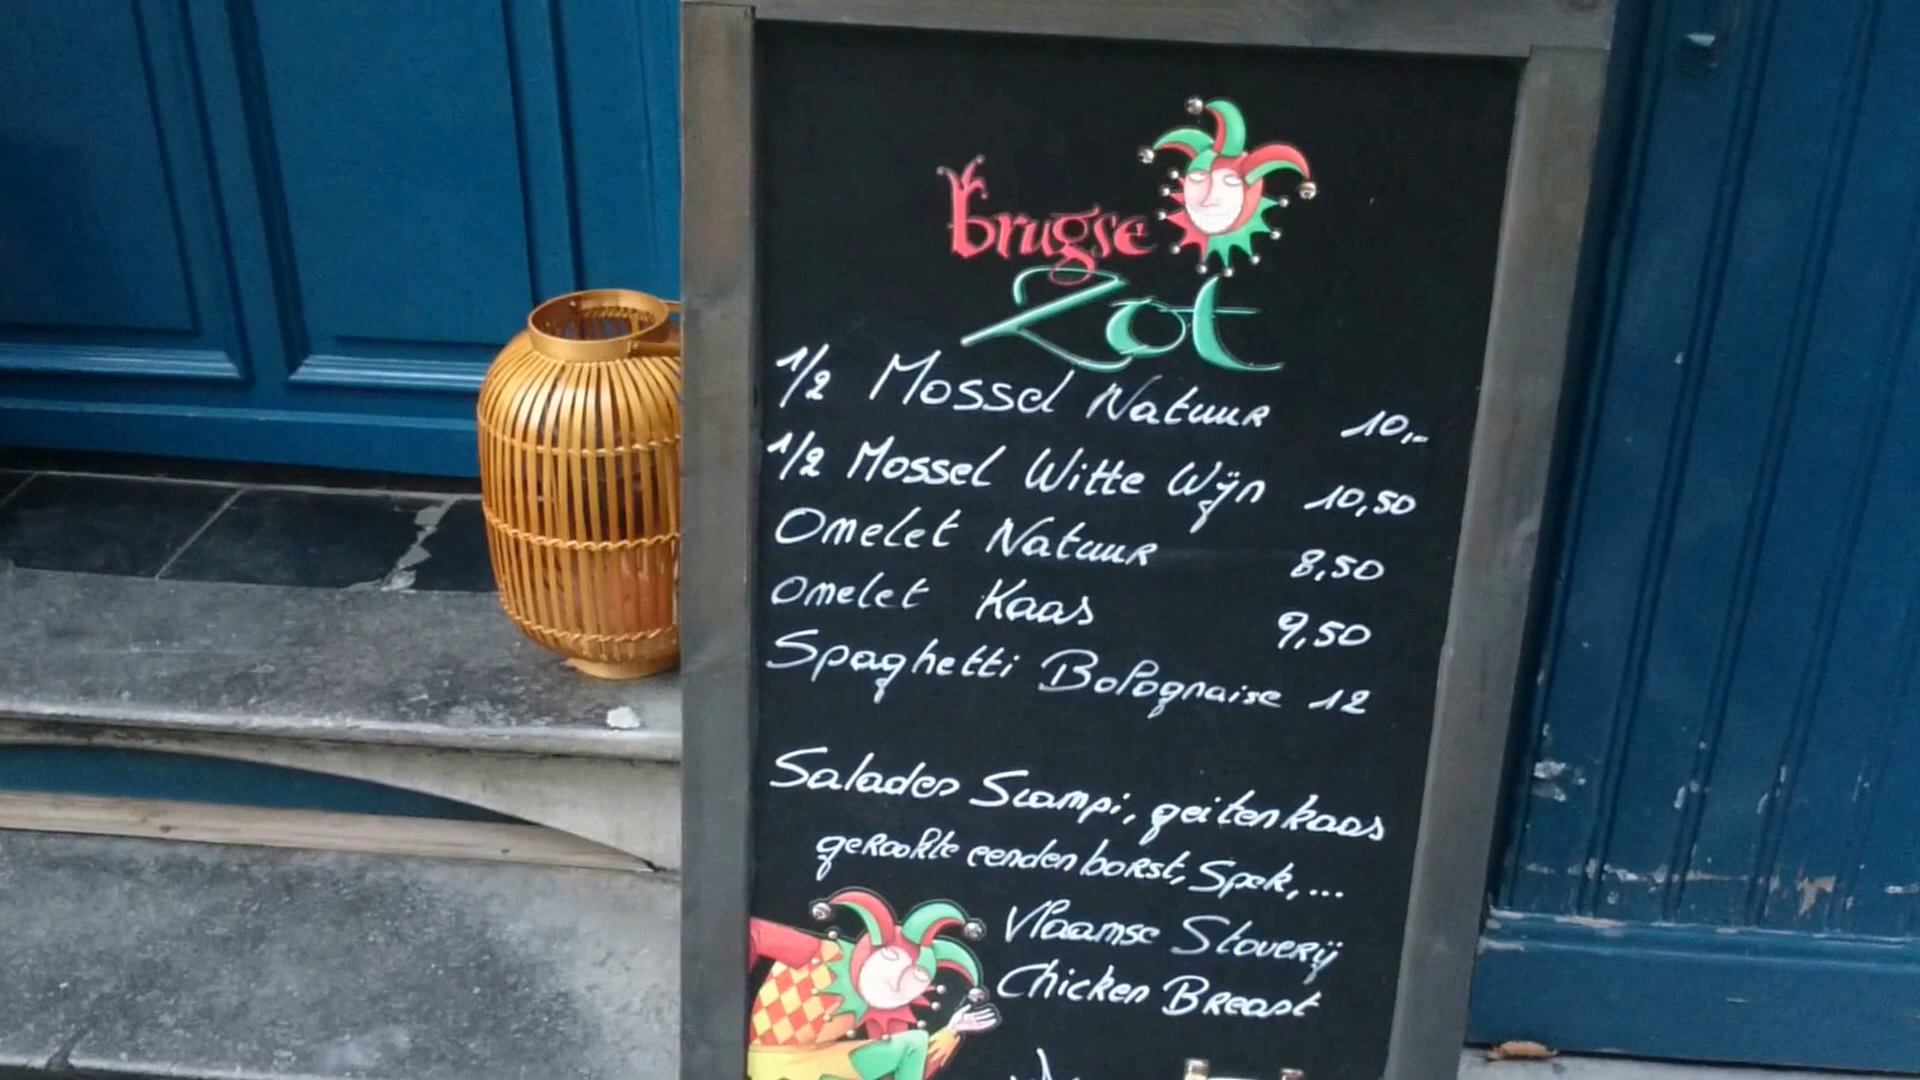 brugse
Zot
1/2 Mossel Natuur 10,-
1/2 Mossel Witte Wijn 10,50
Omelet Natuur 8,50
Omelet Kaas 9,50
Spaghetti Bolognaise 12
Salades Scampi, geitenkaas
gerookte eendenborst, Spek, ...
Vlaamse Stoverij
Chicken Breast